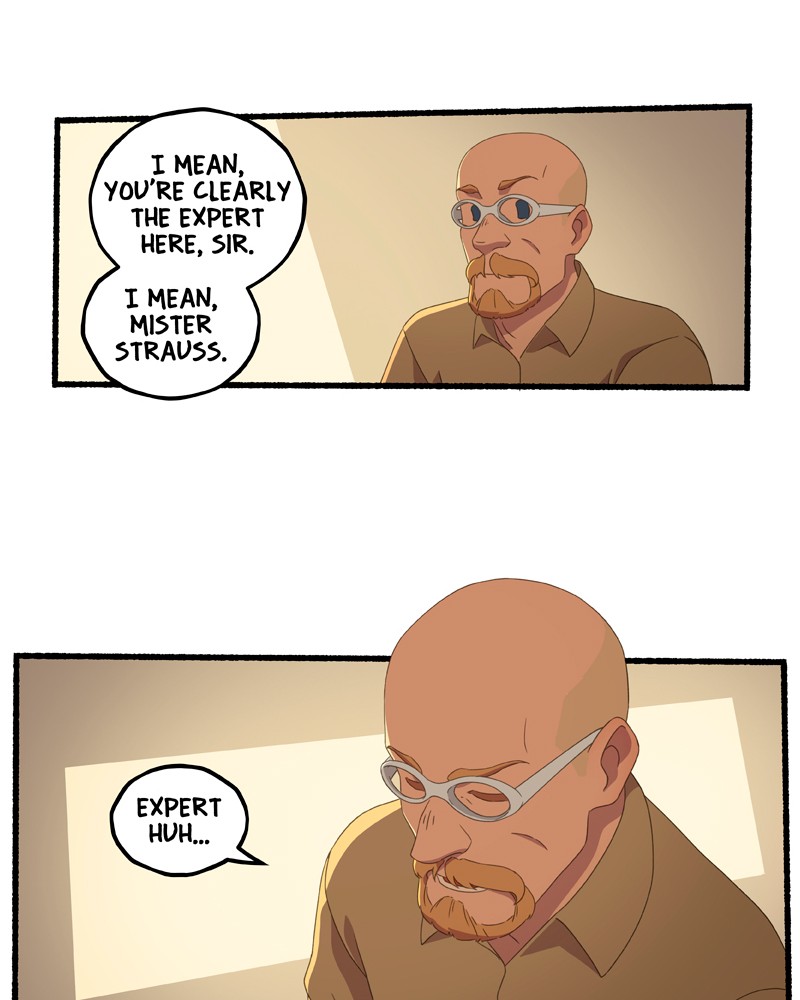 I MEAN,
YOU'RE CLEARLY
THE EXPERT
HERE, SIR.
I MEAN,
MISTER
STRAUSS.
EXPERT
HUH...